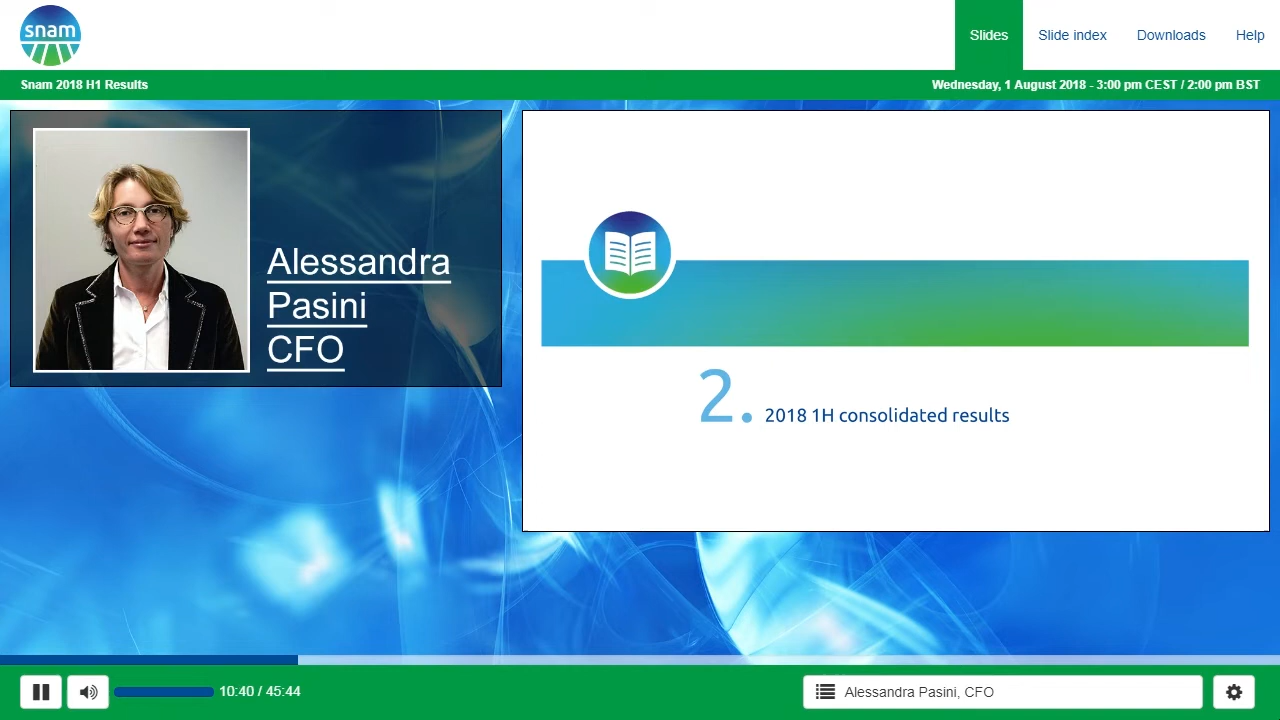 snam
Slides
Slide index
Downloads
Help
Snam 2018 H1 Results
Wednesday, 1 August 2018 - 3:00 pm CEST / 2:00 pm BST
Alessandra
Pasini
CFO
2. 2018 1H consolidated results
10:40 / 45:44
Alessandra Pasini, CFO